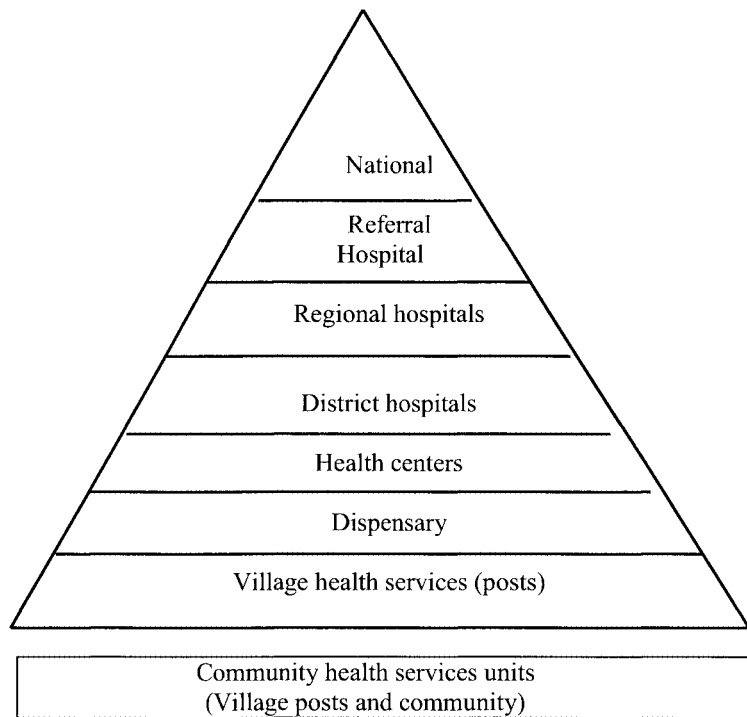 National
Referral
Hospital
Regional hospitals
District hospitals
Health centers
Dispensary
Village health services (posts)
Community health services units
(Village posts and community)